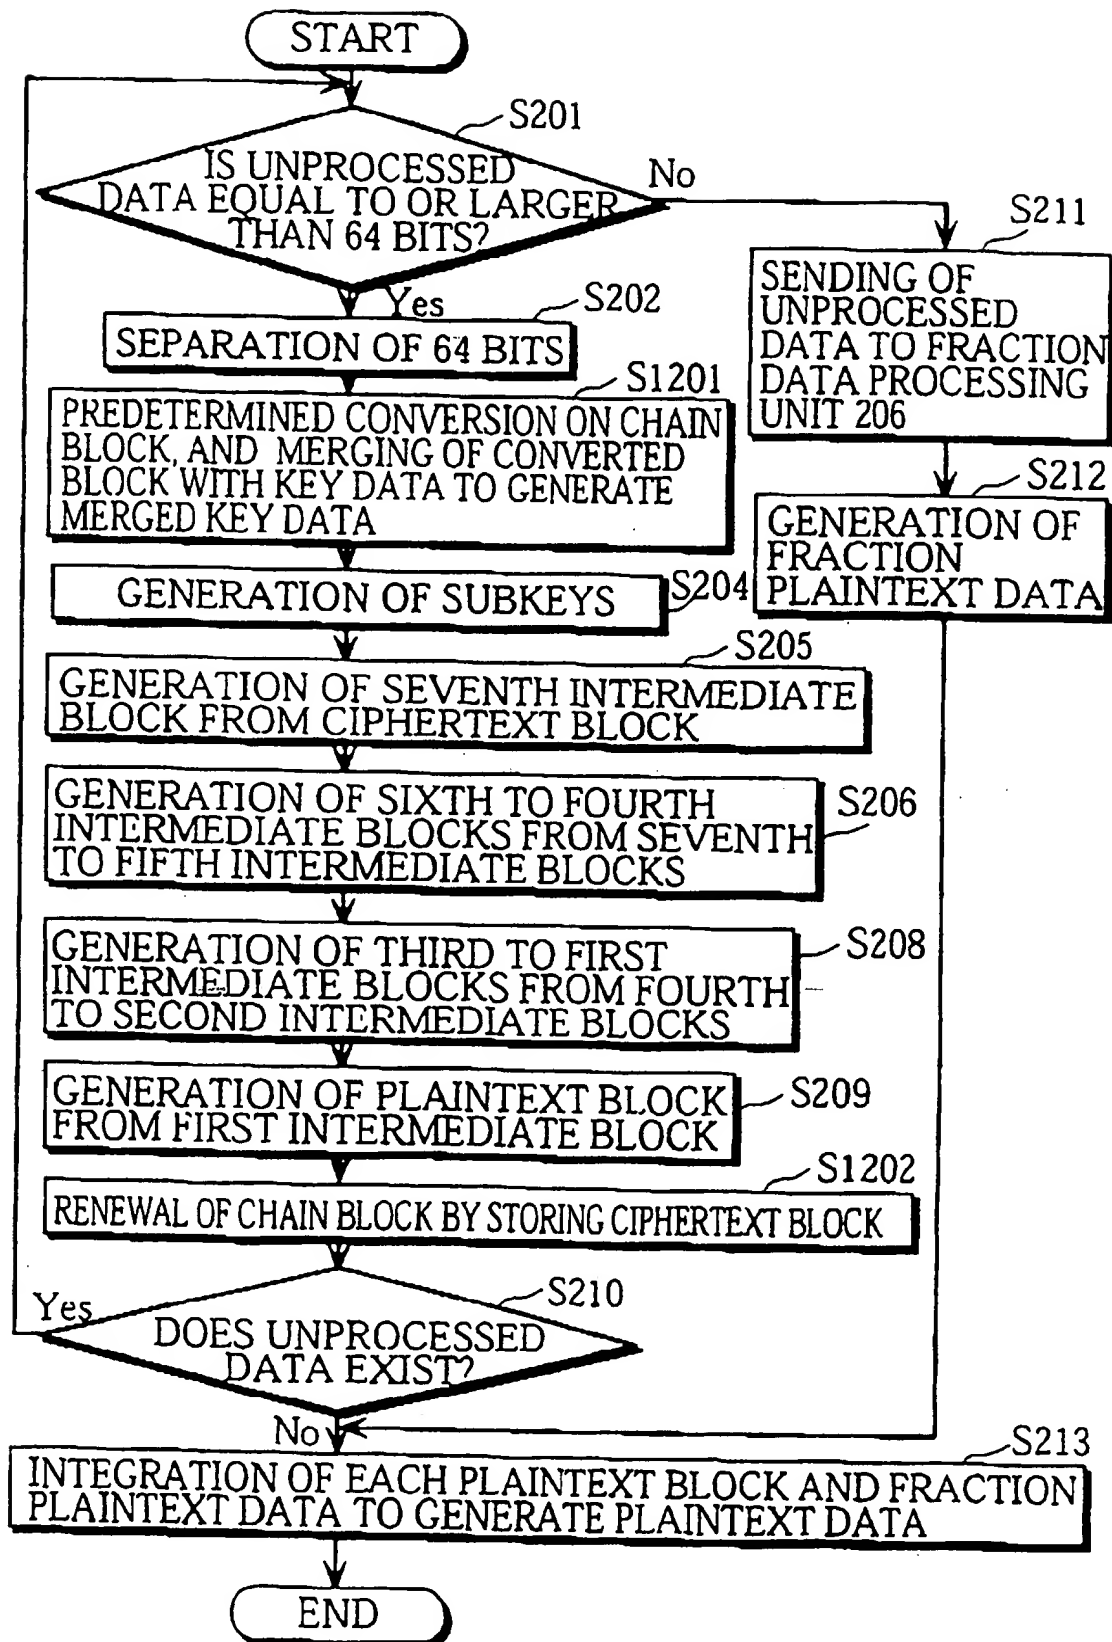 START
S201
IS UNPROCESSED
DATA EQUAL TO OR LARGER
THAN 64 BITS?
No
Yes
S202
SEPARATION OF 64 BITS
S1201
PREDETERMINED CONVERSION ON CHAIN
BLOCK, AND MERGING OF CONVERTED
BLOCK WITH KEY DATA TO GENERATE
MERGED KEY DATA
GENERATION OF SUBKEYS
S204
S205
GENERATION OF SEVENTH INTERMEDIATE
BLOCK FROM CIPHERTEXT BLOCK
GENERATION OF SIXTH TO FOURTH
INTERMEDIATE BLOCKS FROM SEVENTH
TO FIFTH INTERMEDIATE BLOCKS
S206
GENERATION OF THIRD TO FIRST
INTERMEDIATE BLOCKS FROM FOURTH
TO SECOND INTERMEDIATE BLOCKS
S208
GENERATION OF PLAINTEXT BLOCK
FROM FIRST INTERMEDIATE BLOCK
S209
S1202
RENEWAL OF CHAIN BLOCK BY STORING CIPHERTEXT BLOCK
S210
Yes
DOES UNPROCESSED
DATA EXIST?
No
S211
SENDING OF
UNPROCESSED
DATA TO FRACTION
DATA PROCESSING
UNIT 206
S212
GENERATION OF
FRACTION
PLAINTEXT DATA
S213
INTEGRATION OF EACH PLAINTEXT BLOCK AND FRACTION
PLAINTEXT DATA TO GENERATE PLAINTEXT DATA
END